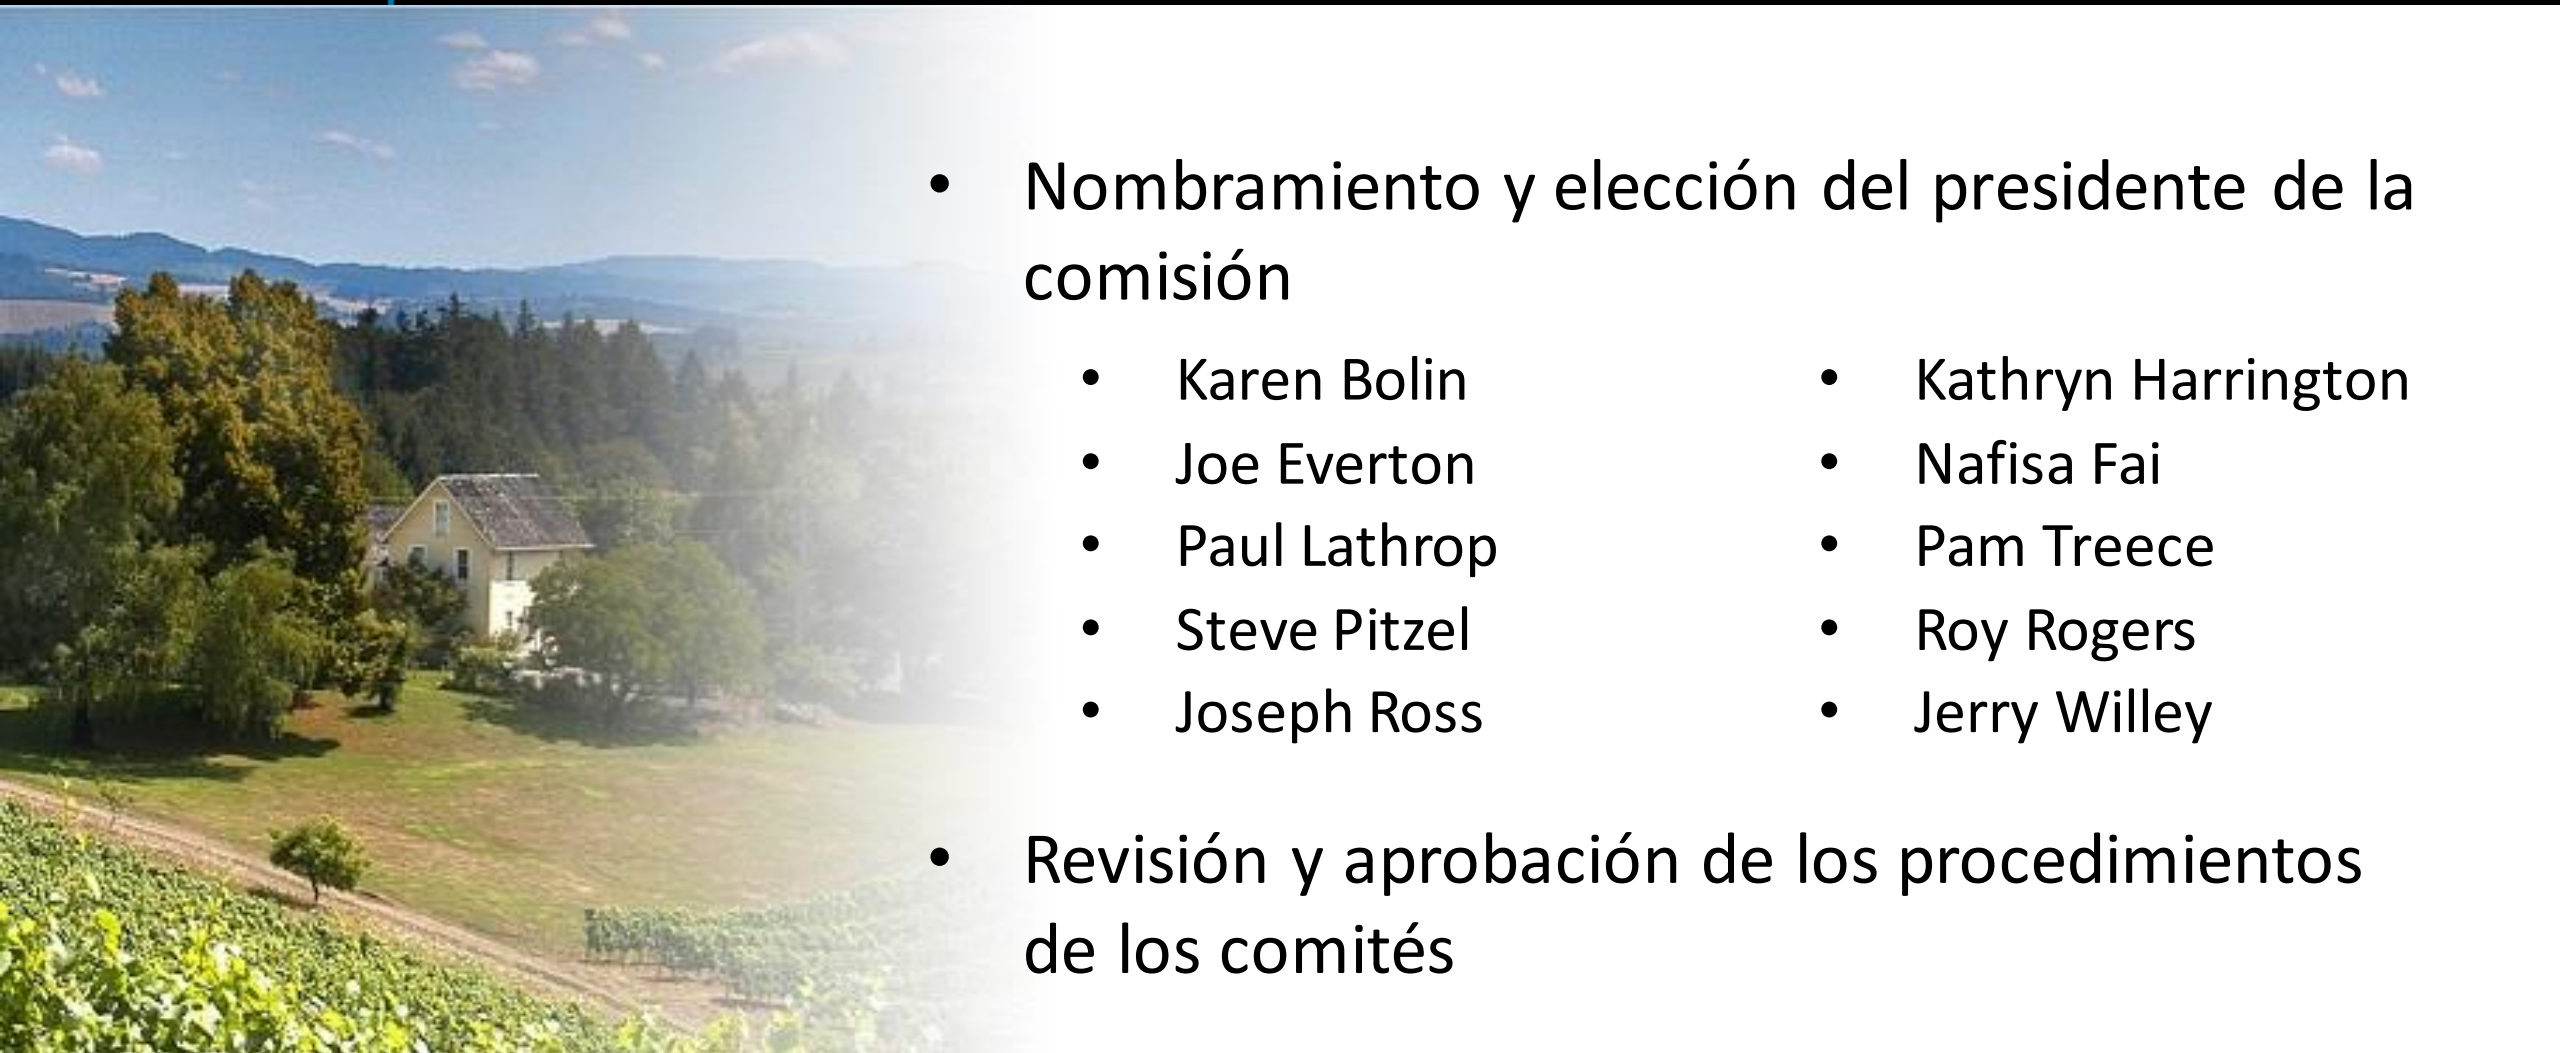 • Nombramiento y elección del presidente de la
comisión
• Karen Bolin
• Joe Everton
• Paul Lathrop
• Steve Pitzel
• Joseph Ross
• Kathryn Harrington
• Nafisa Fai
• Pam Treece
• Roy Rogers
• Jerry Willey
• Revisión y aprobación de los procedimientos
de los comités